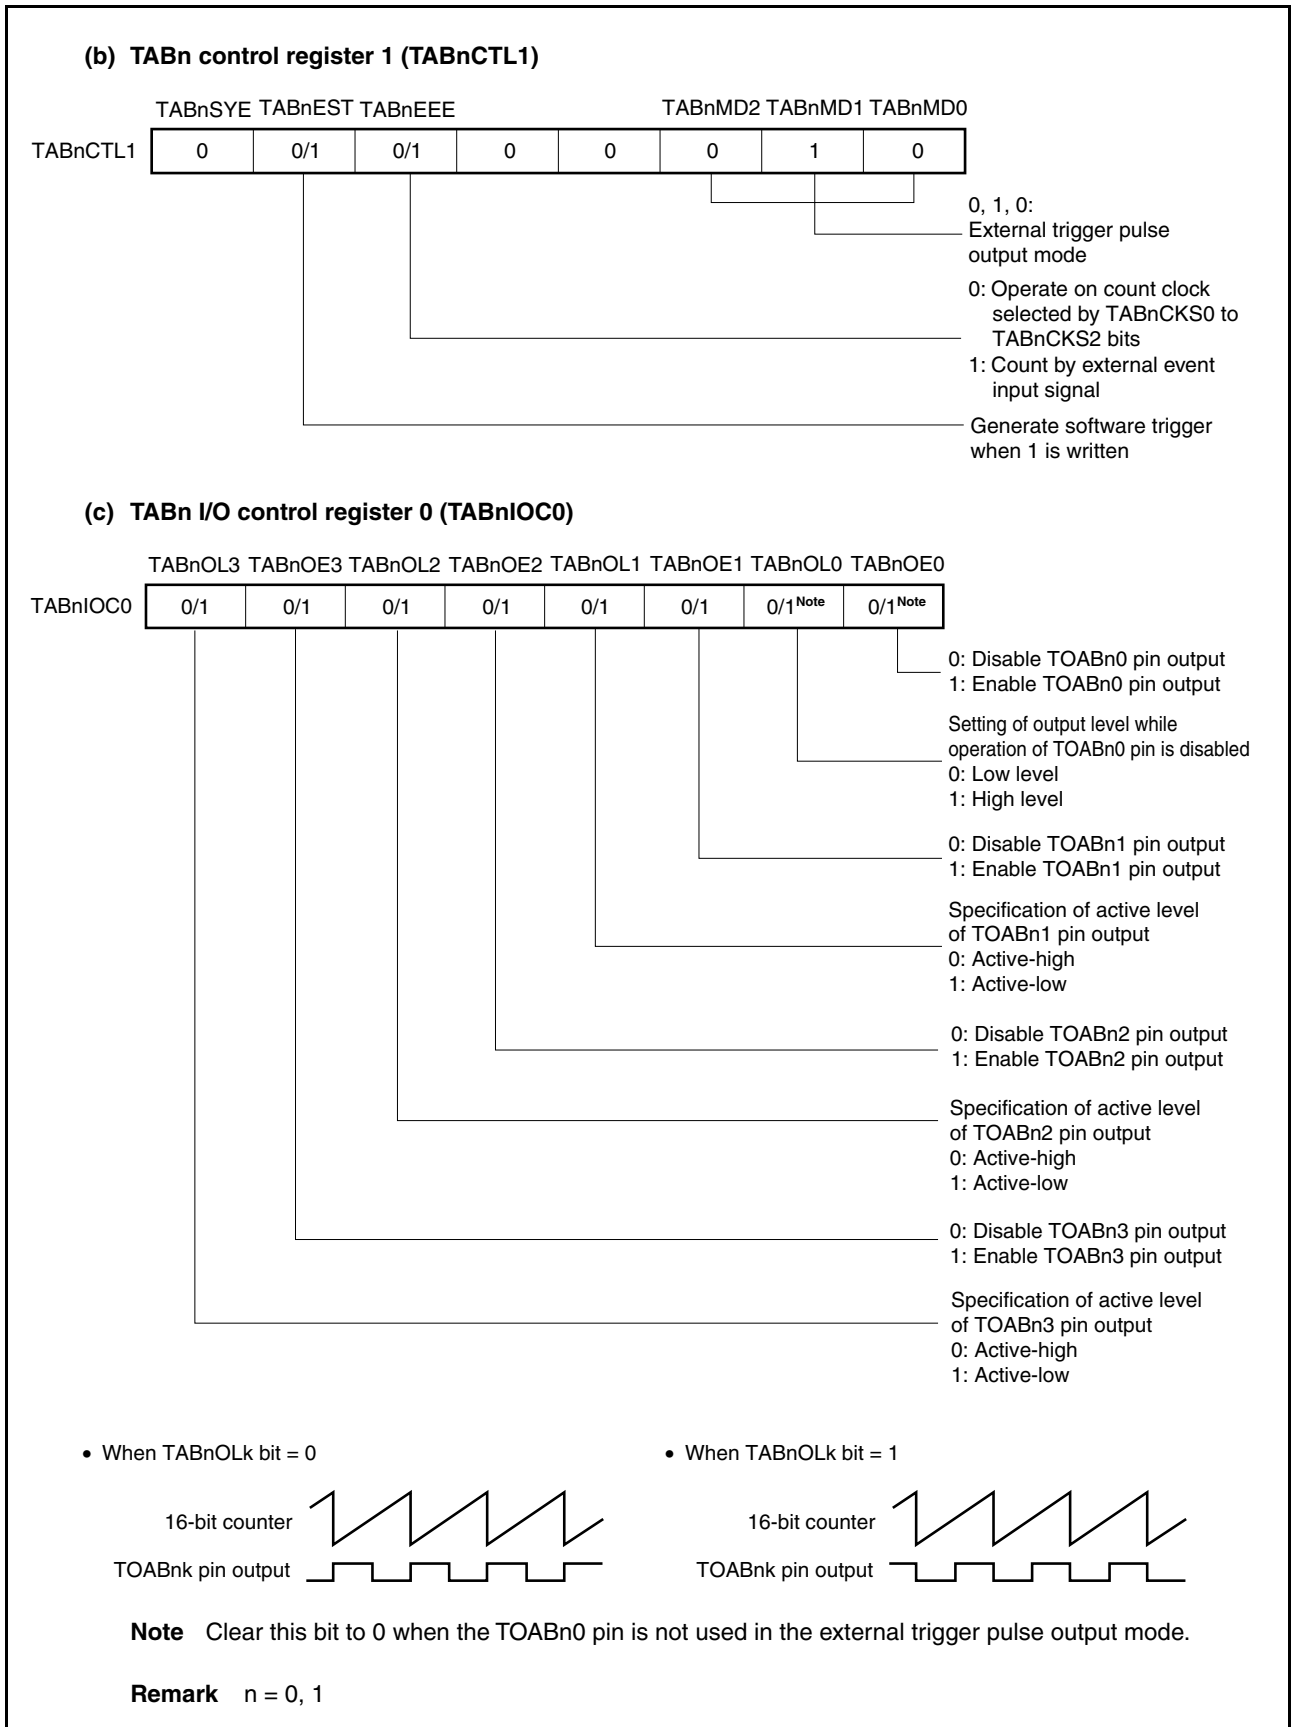 (b) TABn control register 1 (TABnCTL1)
TABnSYE TABnEST TABnEEE TABnMD2 TABnMD1 TABnMD0
TABnCTL1 0 0/1 0/1 0 0 0 1 0
0, 1, 0:
External trigger pulse
output mode
0: Operate on count clock
selected by TABnCKS0 to
TABnCKS2 bits
1: Count by external event
input signal
Generate software trigger
when 1 is written
(c) TABn I/O control register 0 (TABnIOC0)
TABnOL3 TABnOE3 TABnOL2 TABnOE2 TABnOL1 TABnOE1 TABnOL0 TABnOE0
TABnIOC0 0/1 0/1 0/1 0/1 0/1 0/1 0/1Note 0/1Note
0: Disable TOABn0 pin output
1: Enable TOABn0 pin output
Setting of output level while
operation of TOABn0 pin is disabled
0: Low level
1: High level
0: Disable TOABn1 pin output
1: Enable TOABn1 pin output
Specification of active level
of TOABn1 pin output
0: Active-high
1: Active-low
0: Disable TOABn2 pin output
1: Enable TOABn2 pin output
Specification of active level
of TOABn2 pin output
0: Active-high
1: Active-low
0: Disable TOABn3 pin output
1: Enable TOABn3 pin output
Specification of active level
of TOABn3 pin output
0: Active-high
1: Active-low
• When TABnOLk bit = 0
16-bit counter
TOABnk pin output
• When TABnOLk bit = 1
16-bit counter
TOABnk pin output
Note Clear this bit to 0 when the TOABn0 pin is not used in the external trigger pulse output mode.
Remark n = 0, 1